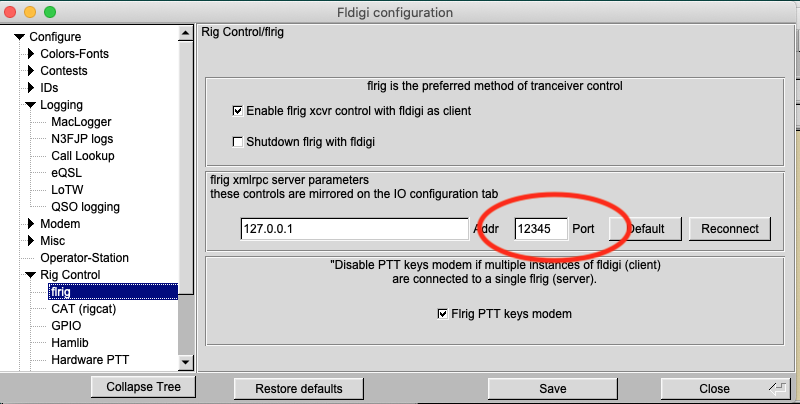 Fldigi configuration
Configure
Colors-Fonts
Contests
IDs
Logging
MacLogger
N3FJP logs
Call Lookup
eQSL
LoTW
QSO logging
Modem
Misc
Operator-Station
Rig Control
flrig
CAT (rigcat)
GPIO
Hamlib
Hardware PTT
Collapse Tree
Rig Control/flrig
flrig is the preferred method of tranceiver control
Enable flrig xcvr control with fldigi as client
Shutdown flrig with fldigi
flrig xmlrpc server parameters
these controls are mirrored on the IO configuration tab
127.0.0.1 Addr 12345 Port Default Reconnect
"Disable PTT keys modem if multiple instances of fldigi (client)
are connected to a single flrig (server).
Flrig PTT keys modem
Restore defaults Save Close